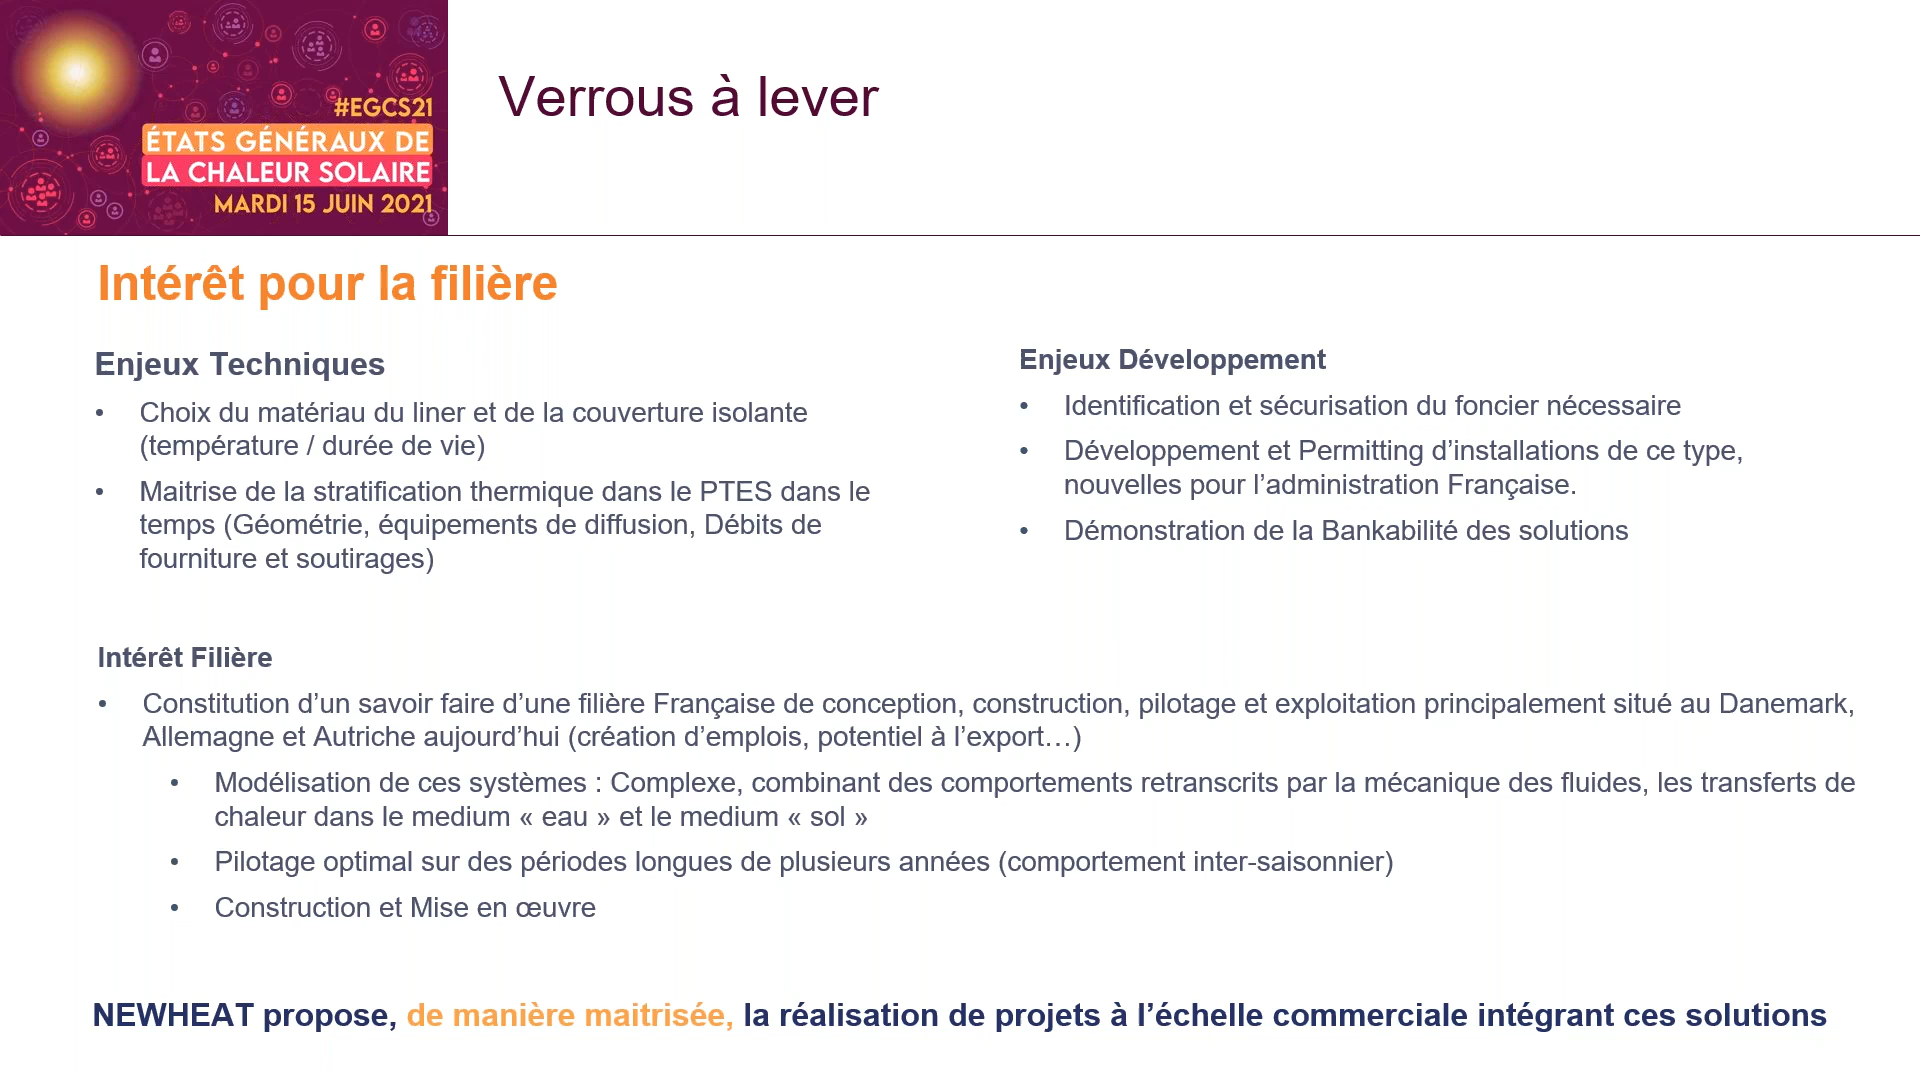 #EGCS21
ÉTATS GÉNÉRAUX DE
LA CHALEUR SOLAIRE
MARDI 15 JUIN 2021
Verrous à lever
Intérêt pour la filière
Enjeux Techniques
• Choix du matériau du liner et de la couverture isolante
(température / durée de vie)
• Maitrise de la stratification thermique dans le PTES dans le
temps (Géométrie, équipements de diffusion, Débits de
fourniture et soutirages)
Enjeux Développement
• Identification et sécurisation du foncier nécessaire
• Développement et Permitting d’installations de ce type,
nouvelles pour l’administration Française.
• Démonstration de la Bankabilité des solutions
Intérêt Filière
• Constitution d’un savoir faire d’une filière Française de conception, construction, pilotage et exploitation principalement situé au Danemark,
Allemagne et Autriche aujourd’hui (création d’emplois, potentiel à l’export…)
• Modélisation de ces systèmes : Complexe, combinant des comportements retranscrits par la mécanique des fluides, les transferts de
chaleur dans le medium « eau » et le medium « sol »
• Pilotage optimal sur des périodes longues de plusieurs années (comportement inter-saisonnier)
• Construction et Mise en œuvre
NEWHEAT propose, de manière maitrisée, la réalisation de projets à l’échelle commerciale intégrant ces solutions